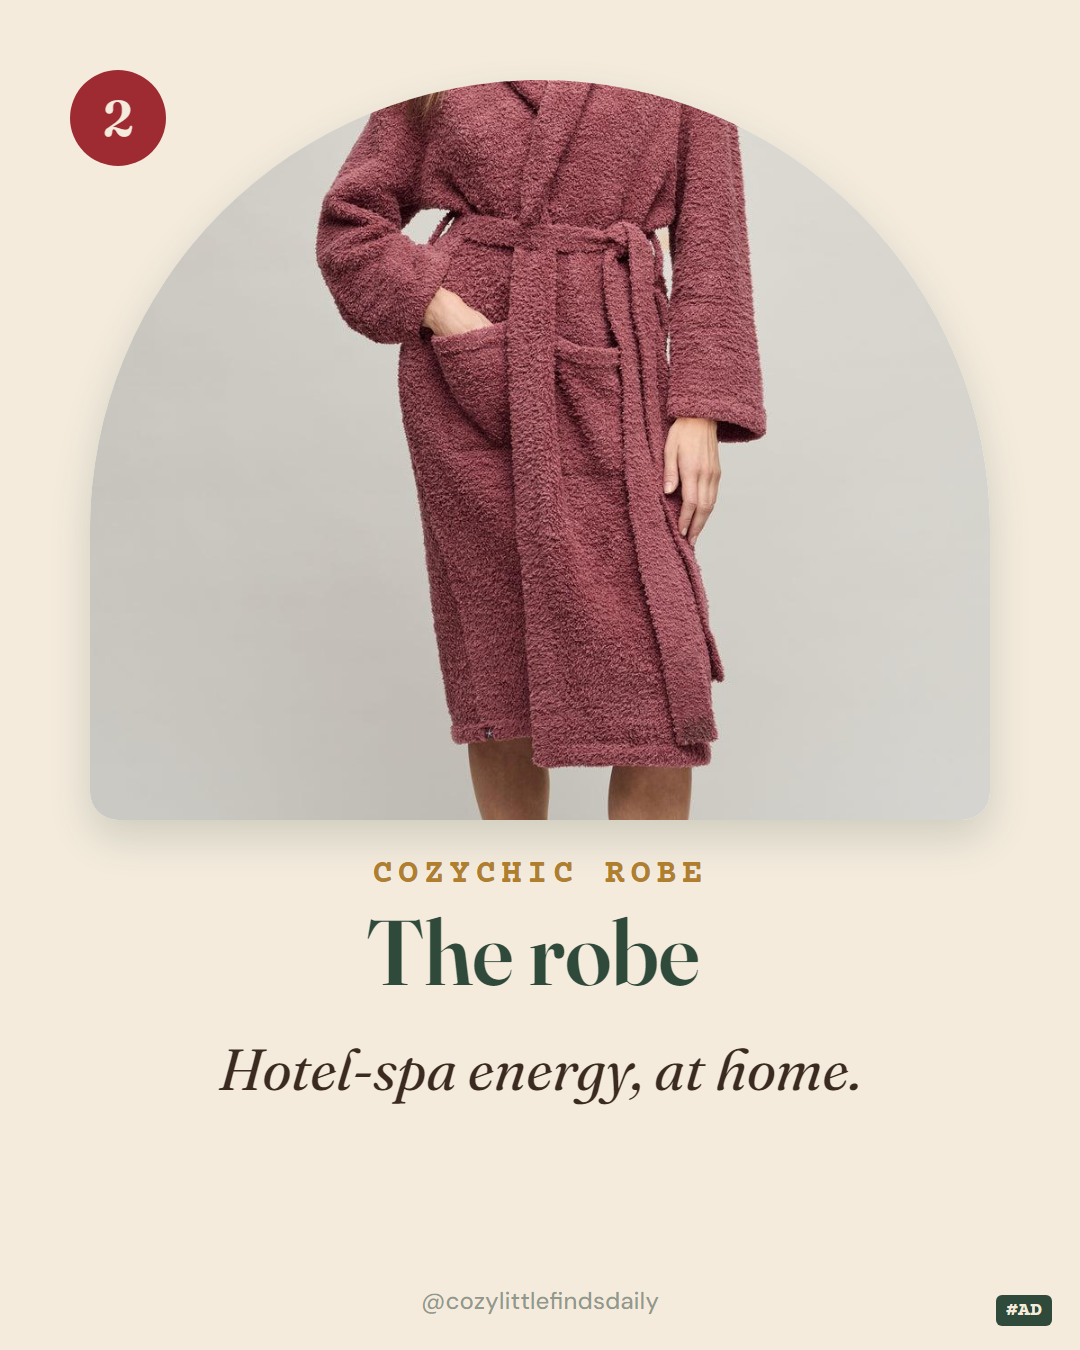 2
COZYCHIC ROBE
The robe
Hotel-spa energy, at home.
@cozylittlefindsdaily
#AD